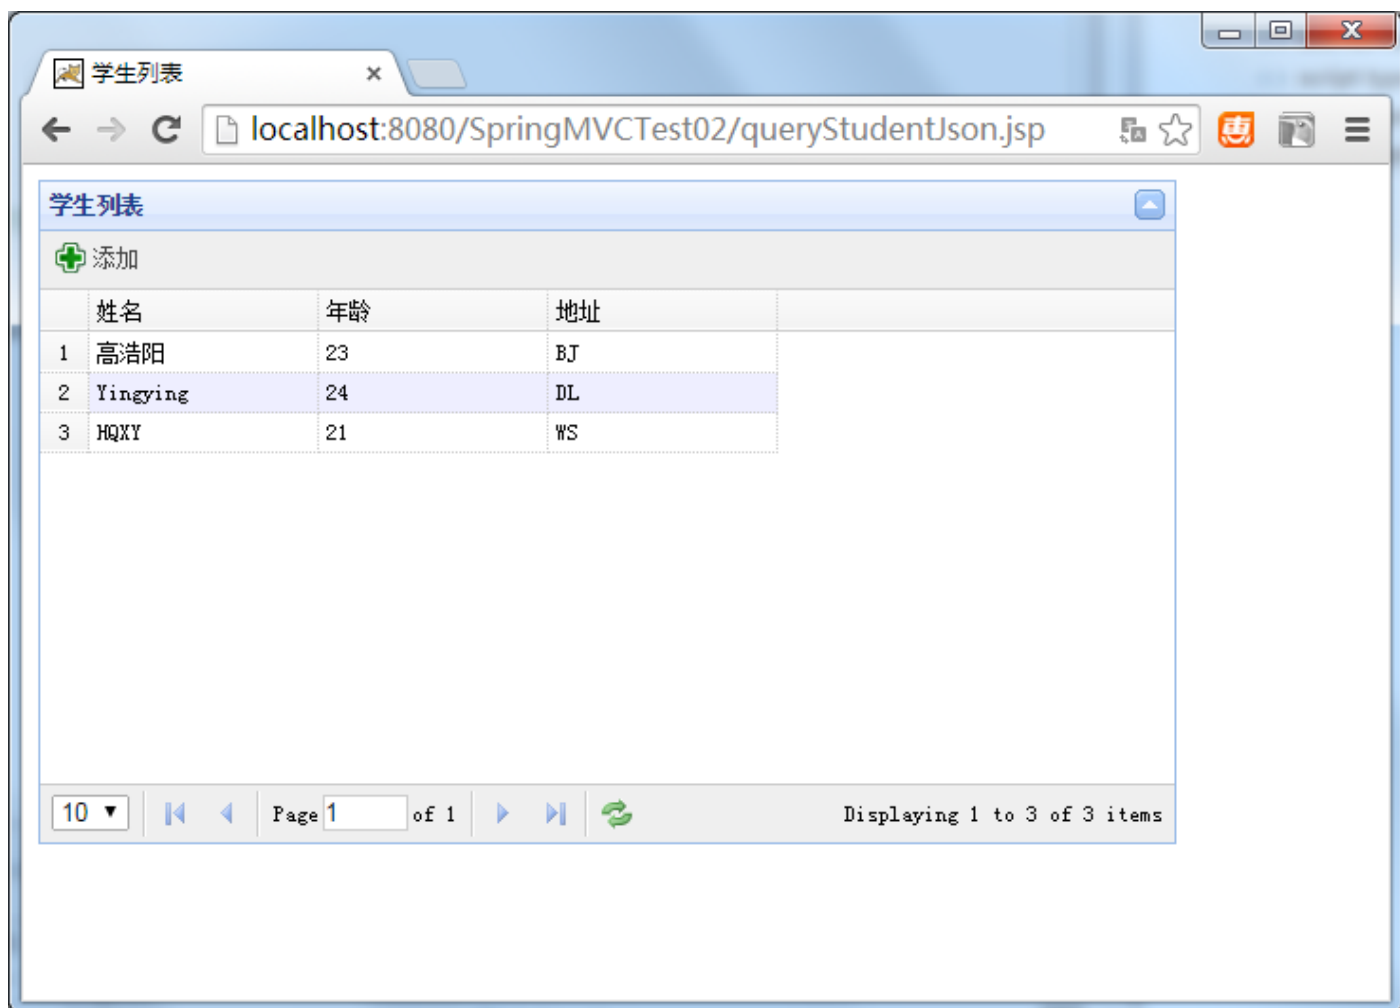 学生列表
localhost:8080/SpringMVCTest02/queryStudentJson.jsp
惠
学生列表
添加
姓名 年龄 地址
1 高浩阳 23 BJ
2 Yingying 24 DL
3 HQXY 21 WS
10 Page 1 of 1 Displaying 1 to 3 of 3 items